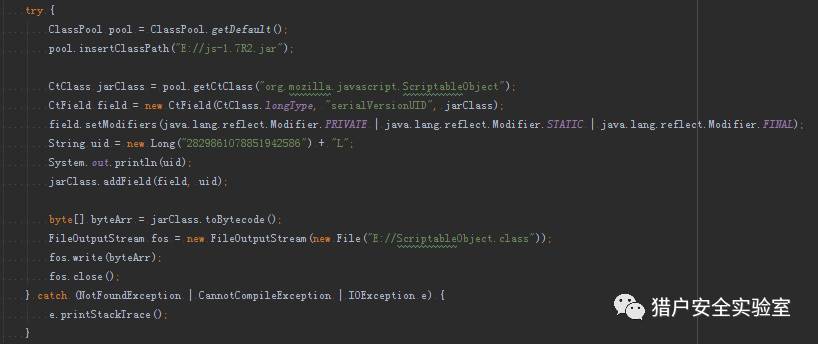 try {
ClassPool pool = ClassPool.getDefault();
pool.insertClassPath("E://js-1.7R2.jar");
CtClass jarClass = pool.getCtClass("org.mozilla.javascript.ScriptableObject");
CtField field = new CtField(CtClass.longType, "serialVersionUID", jarClass);
field.setModifiers(java.lang.reflect.Modifier.PRIVATE | java.lang.reflect.Modifier.STATIC | java.lang.reflect.Modifier.FINAL);
String uid = new Long("2829861078851942586") + "L";
System.out.println(uid);
jarClass.addField(field, uid);
byte[] byteArr = jarClass.toBytecode();
FileOutputStream fos = new FileOutputStream(new File("E://ScriptableObject.class"));
fos.write(byteArr);
fos.close();
} catch (NotFoundException | CannotCompileException | IOException e) {
e.printStackTrace();
}
猎户安全实验室